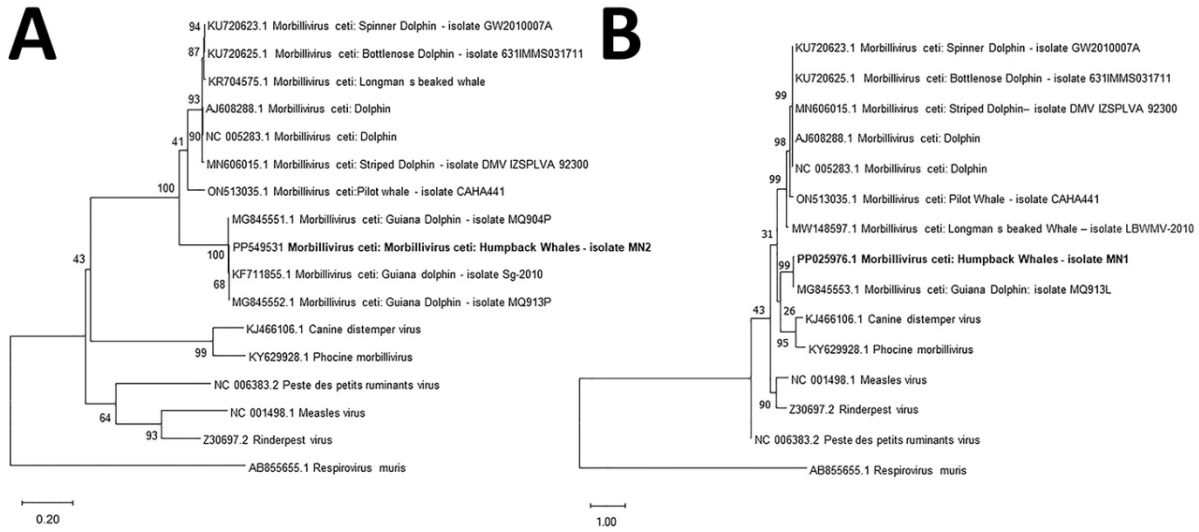 A
94
KU720623.1 Morbillivirus ceti: Spinner Dolphin - isolate GW2010007A
87
KU720625.1 Morbillivirus ceti: Bottlenose Dolphin - isolate 631IMMS031711
KR704575.1 Morbillivirus ceti: Longman s beaked whale
93
AJ608288.1 Morbillivirus ceti: Dolphin
90
NC 005283.1 Morbillivirus ceti: Dolphin
41
MN606015.1 Morbillivirus ceti: Striped Dolphin - isolate DMV IZSPLVA 92300
100
ON513035.1 Morbillivirus ceti:Pilot whale - isolate CAHA441
MG845551.1 Morbillivirus ceti: Guiana Dolphin - isolate MQ904P
100
PP549531 Morbillivirus ceti: Morbillivirus ceti: Humpback Whales - isolate MN2
43
KF711855.1 Morbillivirus ceti: Guiana dolphin - isolate Sg-2010
68
MG845552.1 Morbillivirus ceti: Guiana Dolphin - isolate MQ913P
KJ466106.1 Canine distemper virus
99
KY629928.1 Phocine morbillivirus
NC 006383.2 Peste des petits ruminants virus
64
NC 001498.1 Measles virus
93
Z30697.2 Rinderpest virus
AB855655.1 Respirovirus muris
0.20
B
KU720623.1 Morbillivirus ceti: Spinner Dolphin - isolate GW2010007A
KU720625.1 Morbillivirus ceti: Bottlenose Dolphin - isolate 631IMMS031711
99
MN606015.1 Morbillivirus ceti: Striped Dolphin– isolate DMV IZSPLVA 92300
98
AJ608288.1 Morbillivirus ceti: Dolphin
NC 005283.1 Morbillivirus ceti: Dolphin
99
ON513035.1 Morbillivirus ceti: Pilot Whale - isolate CAHA441
MW148597.1 Morbillivirus ceti: Longman s beaked Whale – isolate LBWMV-2010
31
PP025976.1 Morbillivirus ceti: Humpback Whales - isolate MN1
99
MG845553.1 Morbillivirus ceti: Guiana Dolphin: isolate MQ913L
43
26
KJ466106.1 Canine distemper virus
95
KY629928.1 Phocine morbillivirus
NC 001498.1 Measles virus
90
Z30697.2 Rinderpest virus
NC 006383.2 Peste des petits ruminants virus
AB855655.1 Respirovirus muris
1.00